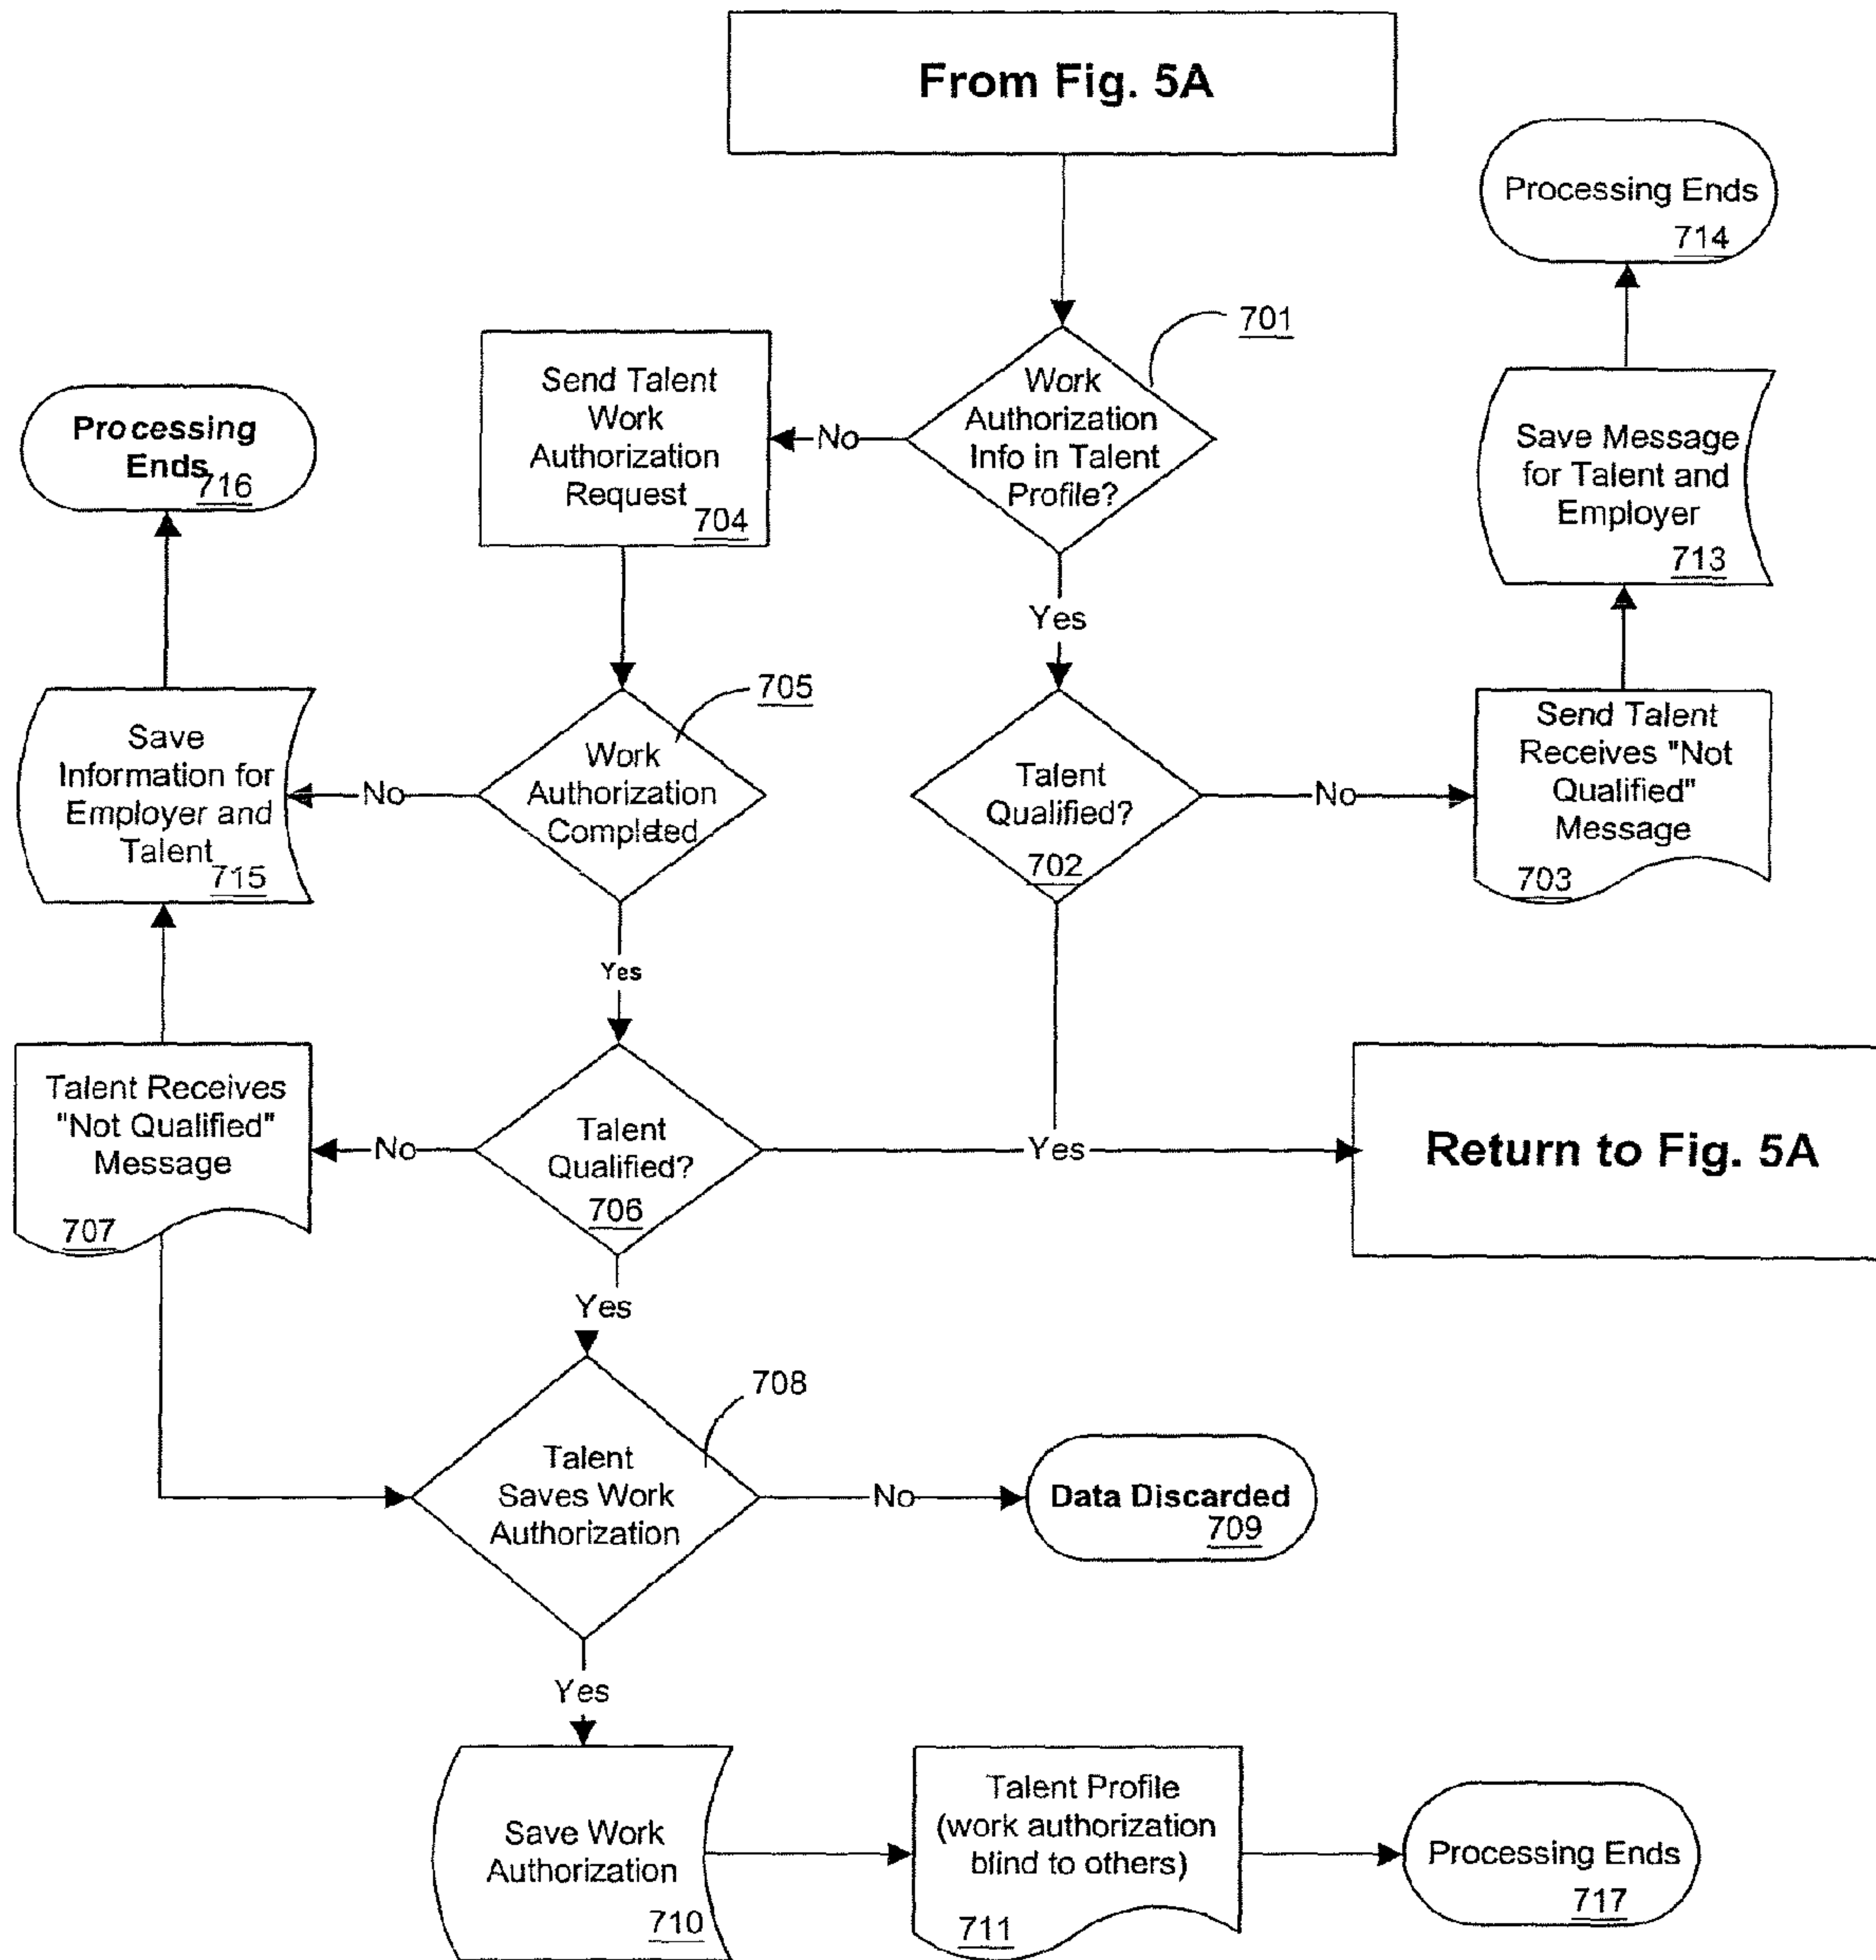 From Fig. 5A
Processing Ends
714
701
Work
Authorization
Info in Talent
Profile?
No
Send Talent
Work
Authorization
Request
704
Processing
Ends
716
Save Message
for Talent and
Employer
713
Yes
705
Work
Authorization
Completed
No
Save
Information for
Employer and
Talent
715
Talent
Qualified?
702
No
Send Talent
Receives "Not
Qualified"
Message
703
Yes
Talent Receives
"Not Qualified"
Message
707
No
Talent
Qualified?
706
Yes
Return to Fig. 5A
Yes
708
Talent
Saves Work
Authorization
No
Data Discarded
709
Yes
Save Work
Authorization
710
Talent Profile
(work authorization
blind to others)
711
Processing Ends
717